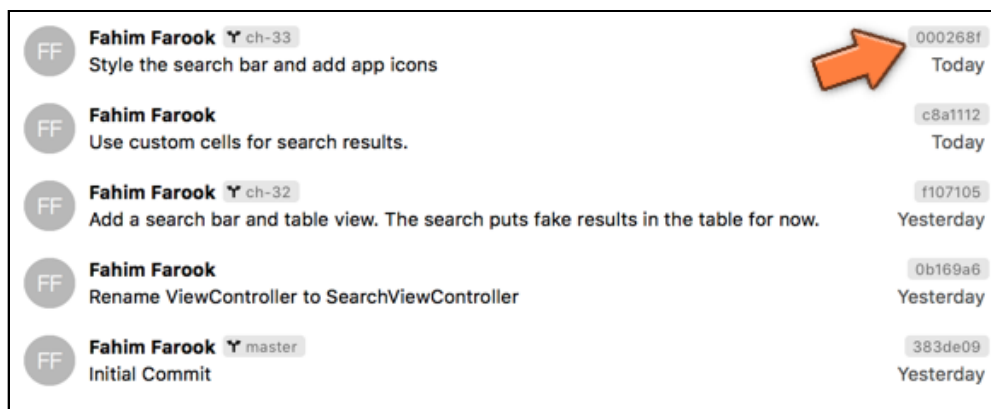 FF Fahim Farook ch-33 000268f
Style the search bar and add app icons Today
FF Fahim Farook c8a1112
Use custom cells for search results. Today
FF Fahim Farook ch-32 f107105
Add a search bar and table view. The search puts fake results in the table for now. Yesterday
FF Fahim Farook 0b169a6
Rename ViewController to SearchViewController Yesterday
FF Fahim Farook master 383de09
Initial Commit Yesterday